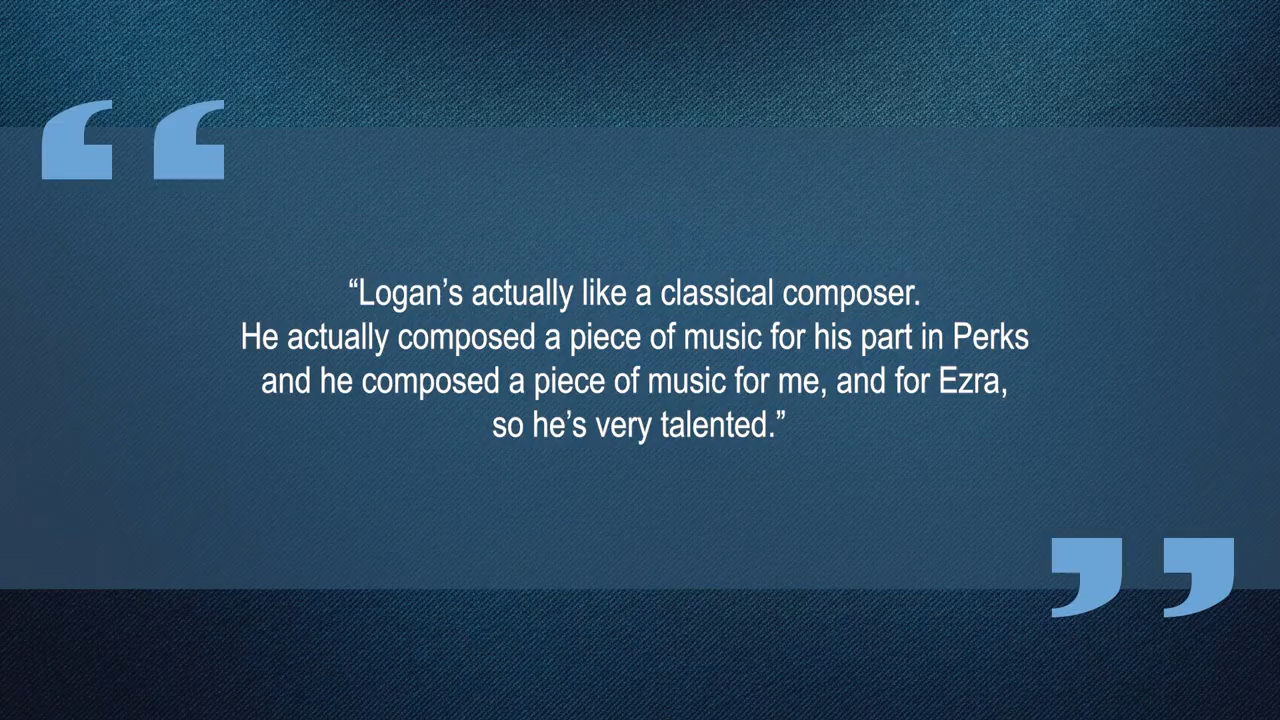 “Logan’s actually like a classical composer.
He actually composed a piece of music for his part in Perks
and he composed a piece of music for me, and for Ezra,
so he’s very talented.”